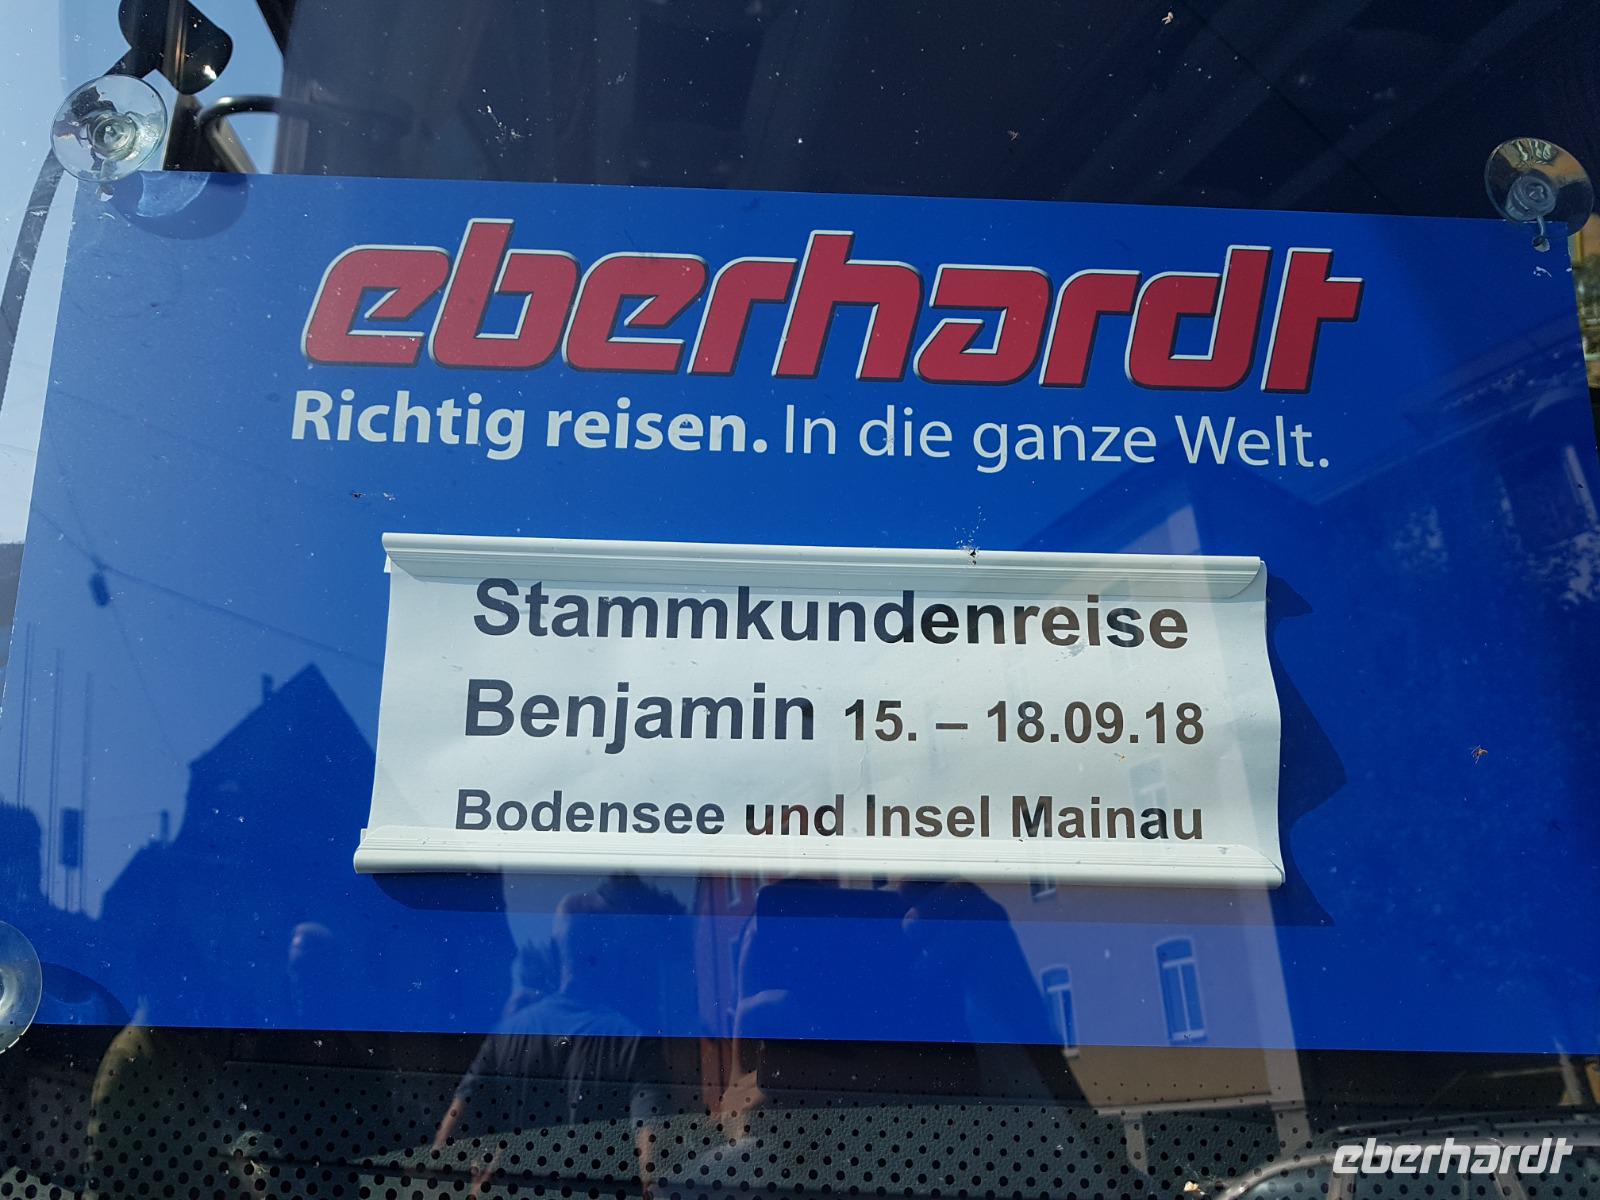 eberhardt
Richtig reisen. In die ganze Welt.
Stammkundenreise
Benjamin 15. – 18.09.18
Bodensee und Insel Mainau
eberhardt